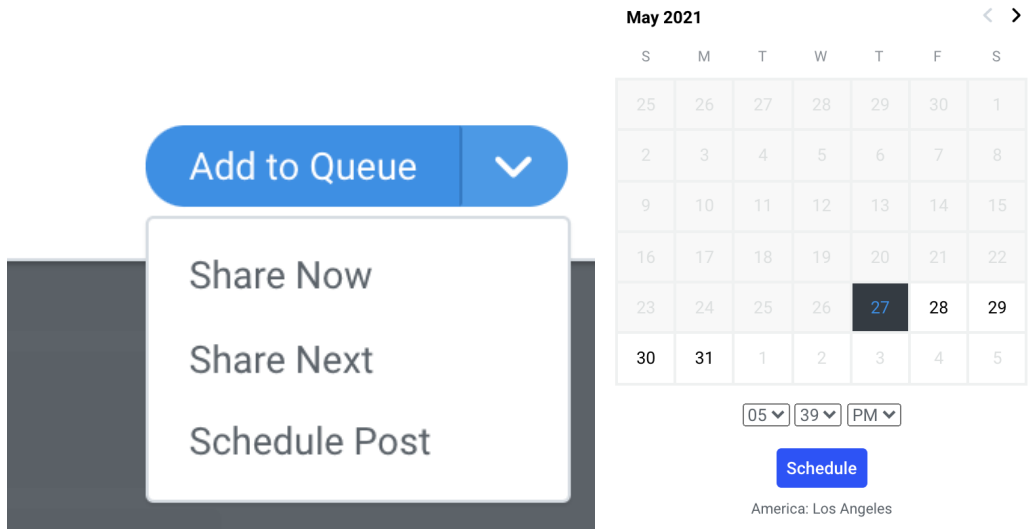 Add to Queue
Share Now
Share Next
Schedule Post
May 2021
S M T W T F S
25 26 27 28 29 30 1
2 3 4 5 6 7 8
9 10 11 12 13 14 15
16 17 18 19 20 21 22
23 24 25 26 27 28 29
30 31 1 2 3 4 5
05 39 PM
Schedule
America: Los Angeles